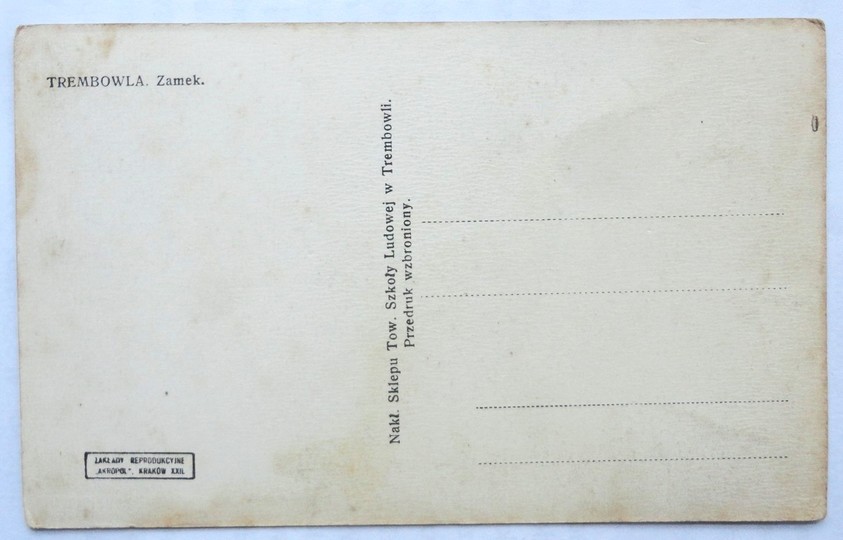 TREMBOWLA. Zamek.
Nakł. Sklepu Tow. Szkoły Ludowej w Trembowli.
Przedruk wzbroniony.
ZAKŁADY REPRODUKCYJNE
„AKROPOL". KRAKÓW XXII.